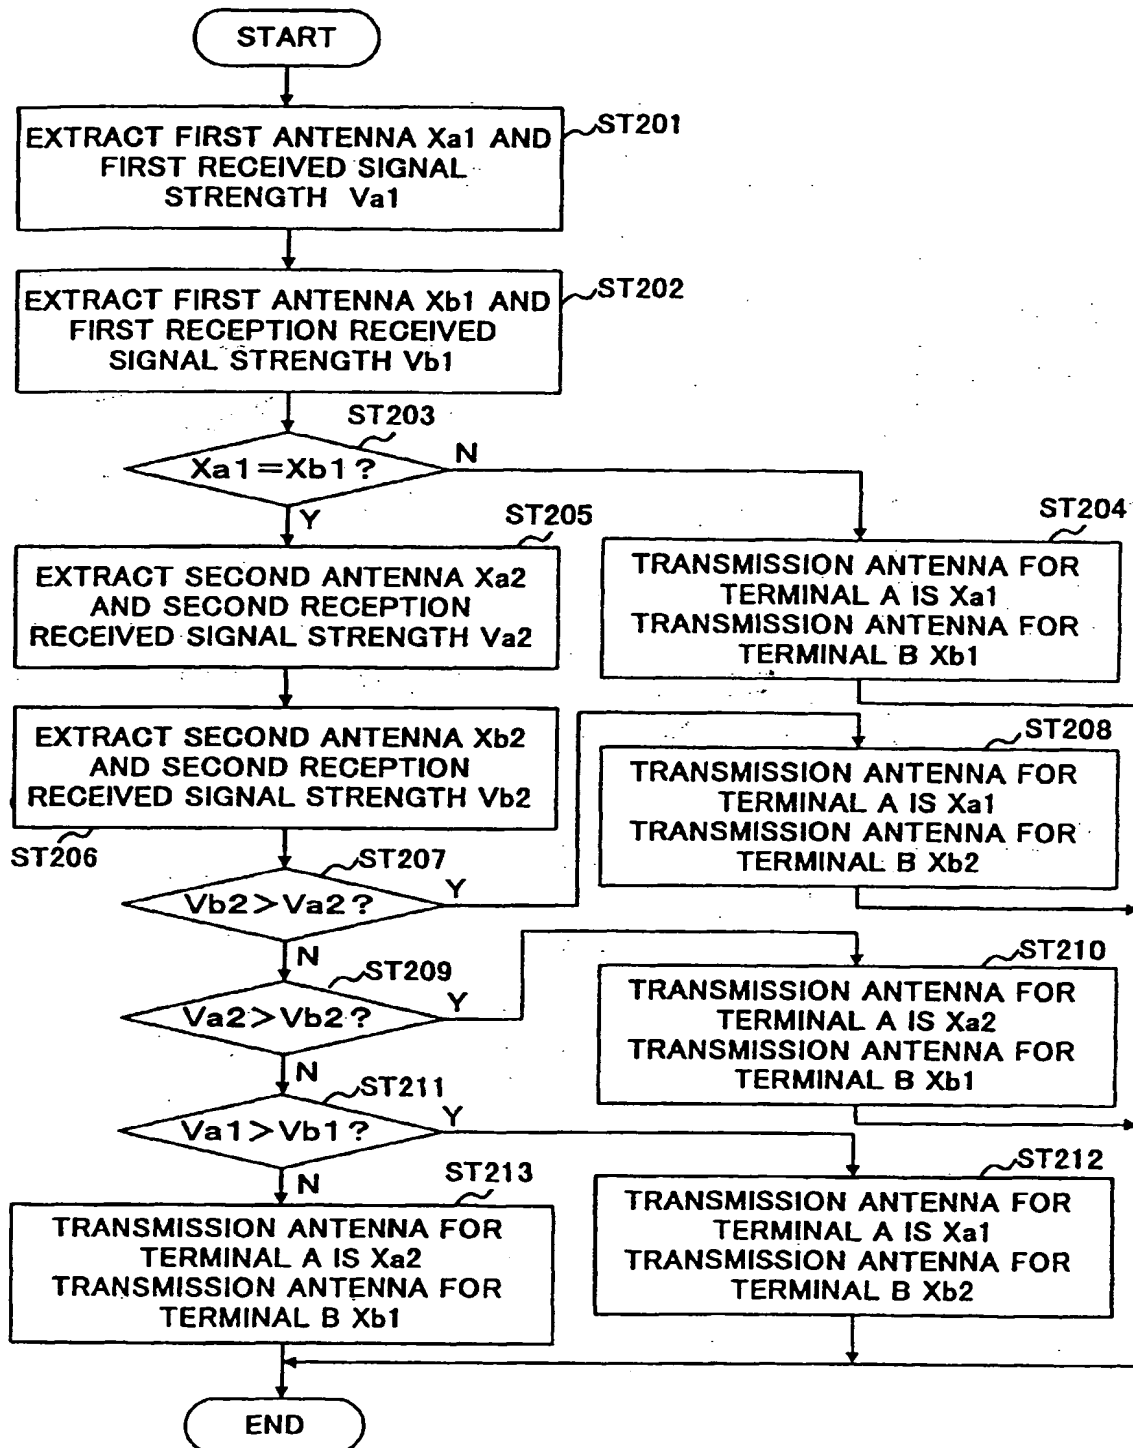 START
EXTRACT FIRST ANTENNA Xa1 AND
FIRST RECEIVED SIGNAL
STRENGTH Va1
ST201
EXTRACT FIRST ANTENNA Xb1 AND
FIRST RECEPTION RECEIVED
SIGNAL STRENGTH Vb1
ST202
ST203
Xa1=Xb1?
N
Y
ST204
TRANSMISSION ANTENNA FOR
TERMINAL A IS Xa1
TRANSMISSION ANTENNA FOR
TERMINAL B Xb1
ST205
EXTRACT SECOND ANTENNA Xa2
AND SECOND RECEPTION
RECEIVED SIGNAL STRENGTH Va2
EXTRACT SECOND ANTENNA Xb2
AND SECOND RECEPTION
RECEIVED SIGNAL STRENGTH Vb2
ST206
ST207
Vb2>Va2?
Y
N
ST208
TRANSMISSION ANTENNA FOR
TERMINAL A IS Xa1
TRANSMISSION ANTENNA FOR
TERMINAL B Xb2
ST209
Va2>Vb2?
Y
N
ST210
TRANSMISSION ANTENNA FOR
TERMINAL A IS Xa2
TRANSMISSION ANTENNA FOR
TERMINAL B Xb1
ST211
Va1>Vb1?
Y
N
ST212
TRANSMISSION ANTENNA FOR
TERMINAL A IS Xa1
TRANSMISSION ANTENNA FOR
TERMINAL B Xb2
ST213
TRANSMISSION ANTENNA FOR
TERMINAL A IS Xa2
TRANSMISSION ANTENNA FOR
TERMINAL B Xb1
END